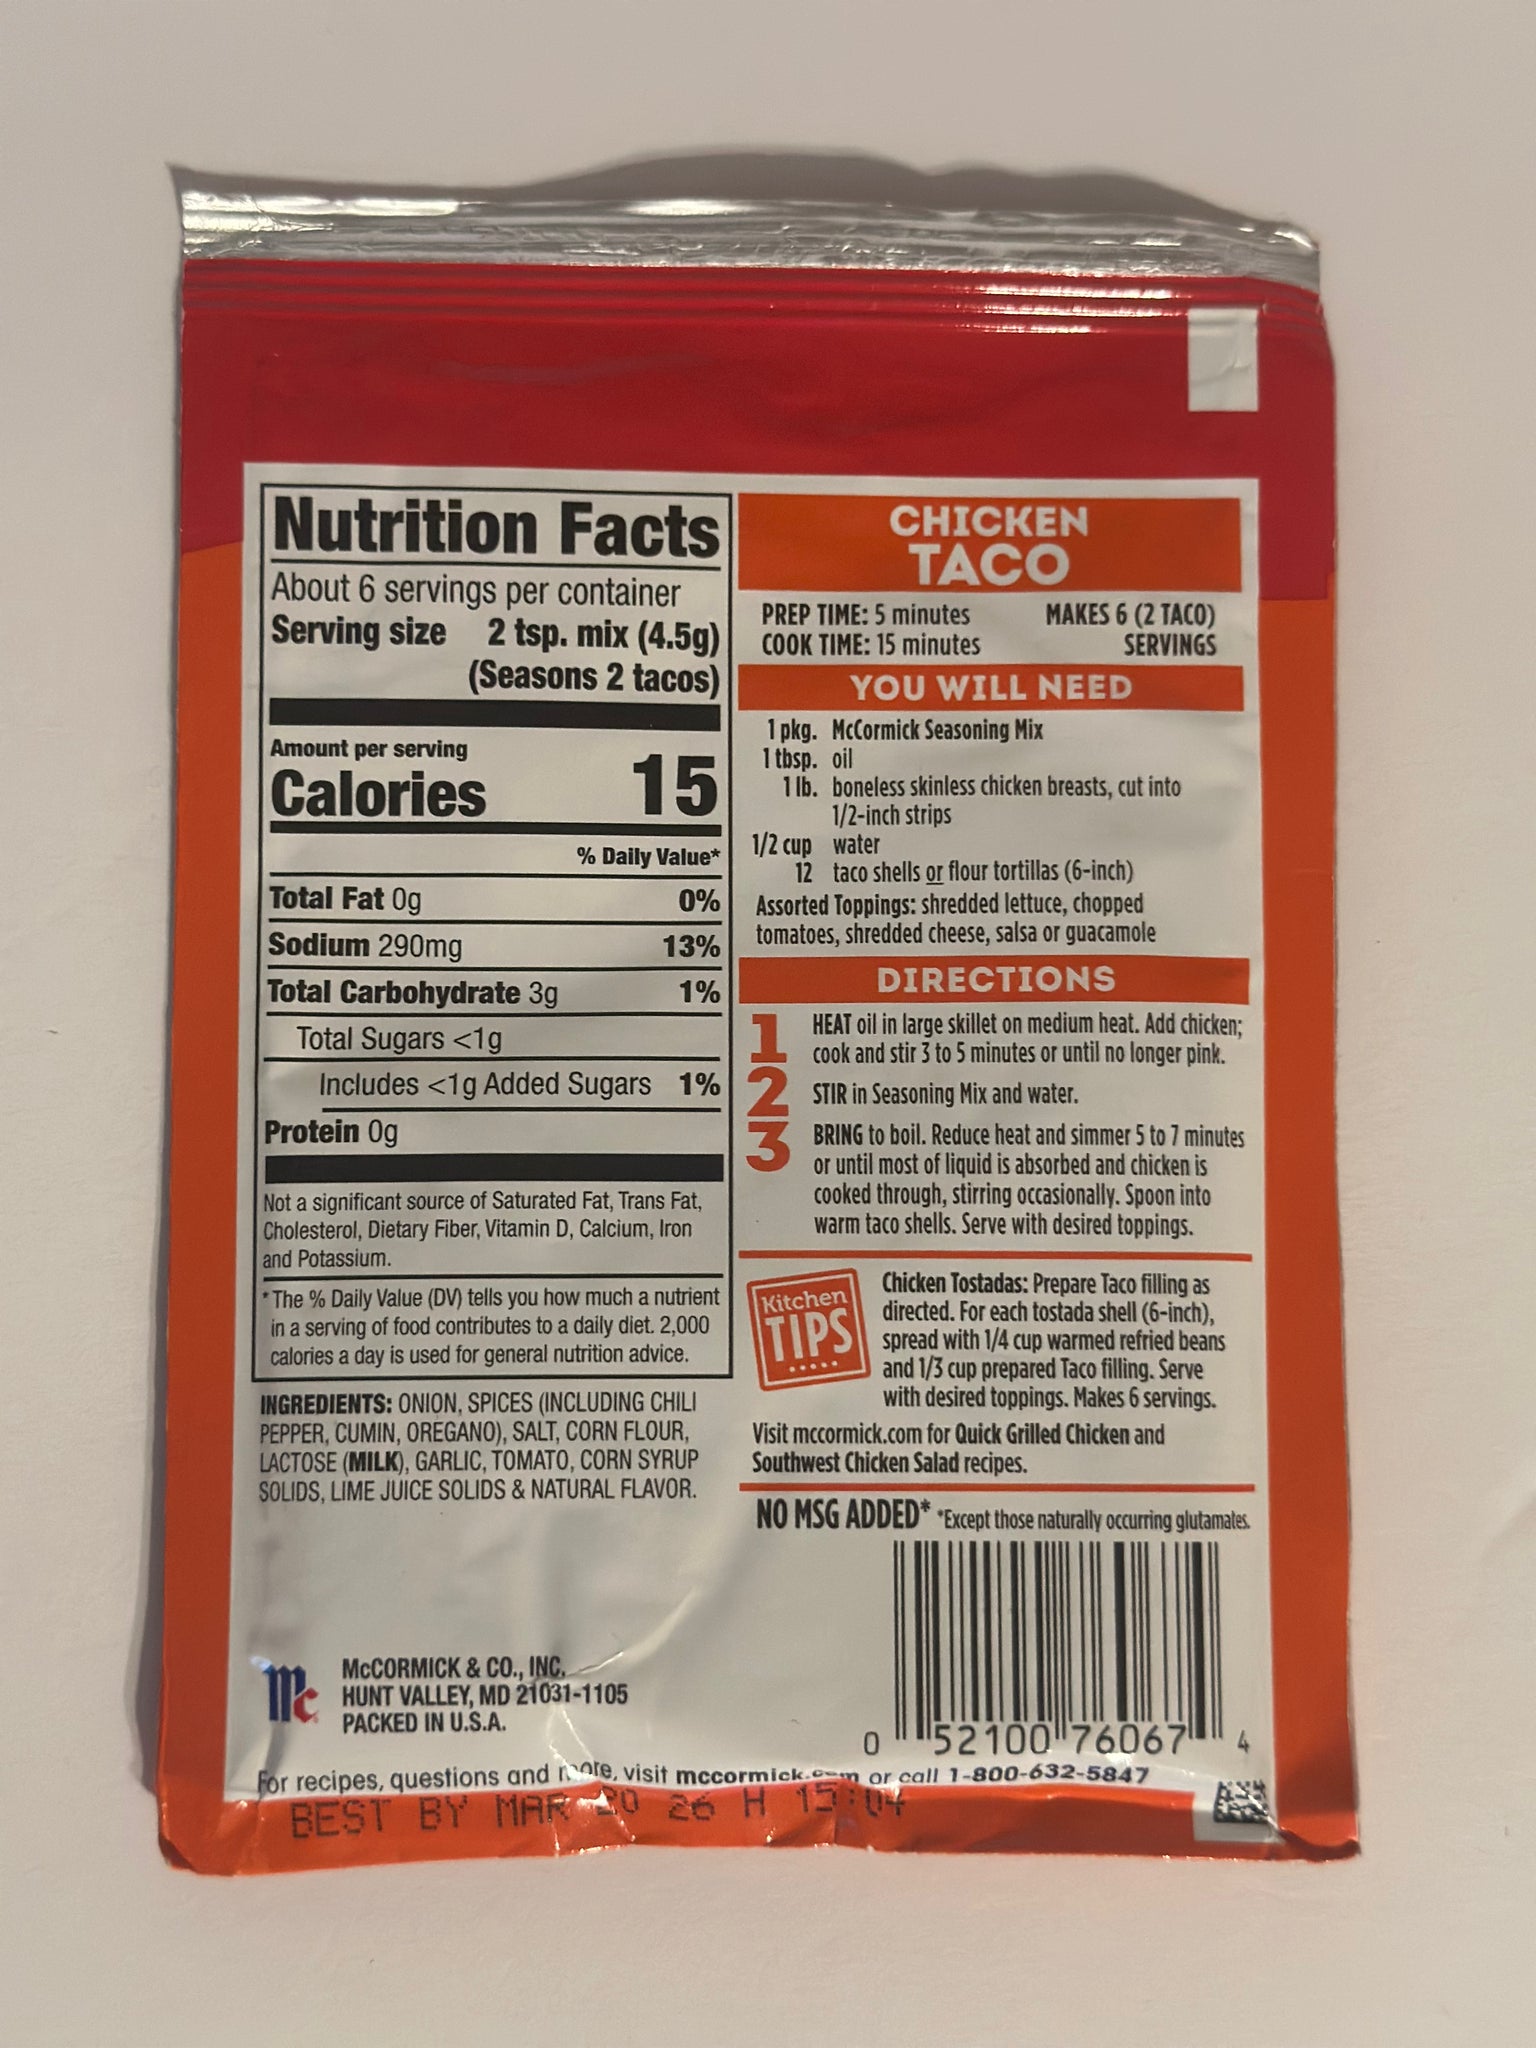 Nutrition Facts
About 6 servings per container
Serving size 2 tsp. mix (4.5g)
(Seasons 2 tacos)
Amount per serving
Calories 15
% Daily Value*
Total Fat 0g 0%
Sodium 290mg 13%
Total Carbohydrate 3g 1%
Total Sugars <1g
Includes <1g Added Sugars 1%
Protein 0g
Not a significant source of Saturated Fat, Trans Fat,
Cholesterol, Dietary Fiber, Vitamin D, Calcium, Iron
and Potassium.
*The % Daily Value (DV) tells you how much a nutrient
in a serving of food contributes to a daily diet. 2,000
calories a day is used for general nutrition advice.
INGREDIENTS: ONION, SPICES (INCLUDING CHILI
PEPPER, CUMIN, OREGANO), SALT, CORN FLOUR,
LACTOSE (MILK), GARLIC, TOMATO, CORN SYRUP
SOLIDS, LIME JUICE SOLIDS & NATURAL FLAVOR.
CHICKEN
TACO
PREP TIME: 5 minutes MAKES 6 (2 TACO)
COOK TIME: 15 minutes SERVINGS
YOU WILL NEED
1 pkg. McCormick Seasoning Mix
1 tbsp. oil
1 lb. boneless skinless chicken breasts, cut into
1/2-inch strips
1/2 cup water
12 taco shells or flour tortillas (6-inch)
Assorted Toppings: shredded lettuce, chopped
tomatoes, shredded cheese, salsa or guacamole
DIRECTIONS
1 HEAT oil in large skillet on medium heat. Add chicken;
cook and stir 3 to 5 minutes or until no longer pink.
2 STIR in Seasoning Mix and water.
3 BRING to boil. Reduce heat and simmer 5 to 7 minutes
or until most of liquid is absorbed and chicken is
cooked through, stirring occasionally. Spoon into
warm taco shells. Serve with desired toppings.
Kitchen
TIPS
Chicken Tostadas: Prepare Taco filling as
directed. For each tostada shell (6-inch),
spread with 1/4 cup warmed refried beans
and 1/3 cup prepared Taco filling. Serve
with desired toppings. Makes 6 servings.
Visit mccormick.com for Quick Grilled Chicken and
Southwest Chicken Salad recipes.
NO MSG ADDED* *Except those naturally occurring glutamates.
Mc
McCORMICK & CO., INC.
HUNT VALLEY, MD 21031-1105
PACKED IN U.S.A.
0 52100 76067 4
For recipes, questions and more, visit mccormick.com or call 1-800-632-5847
BEST BY MAR 20 26 H 15:04